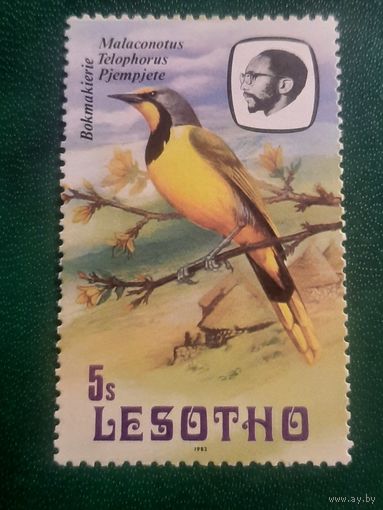 Bokmakierie
Malaconotus
Telophorus
Pjempjete
5s
LESOTHO
1982
www.ay.by